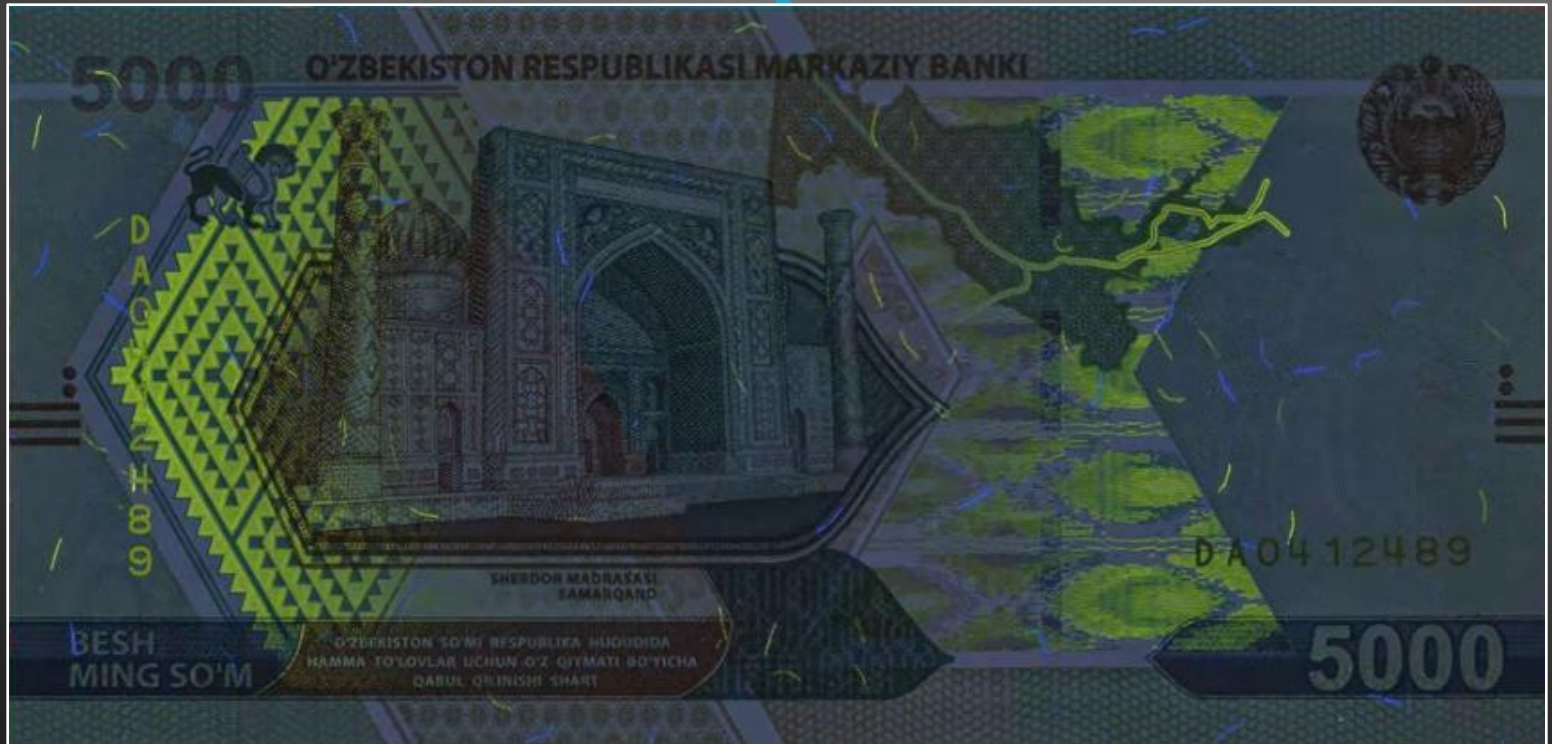 5000
O'ZBEKISTON RESPUBLIKASI MARKAZIY BANKI
DA0412489
SHERDOR MADRASASI
SAMARQAND
DA0412489
BESH
MING SO'M
O'ZBEKISTON SO'MI RESPUBLIKA HUDUDIDA
HAMMA TO'LOVLAR UCHUN O'Z QIYMATI BO'YICHA
QABUL QILINISHI SHART
5000